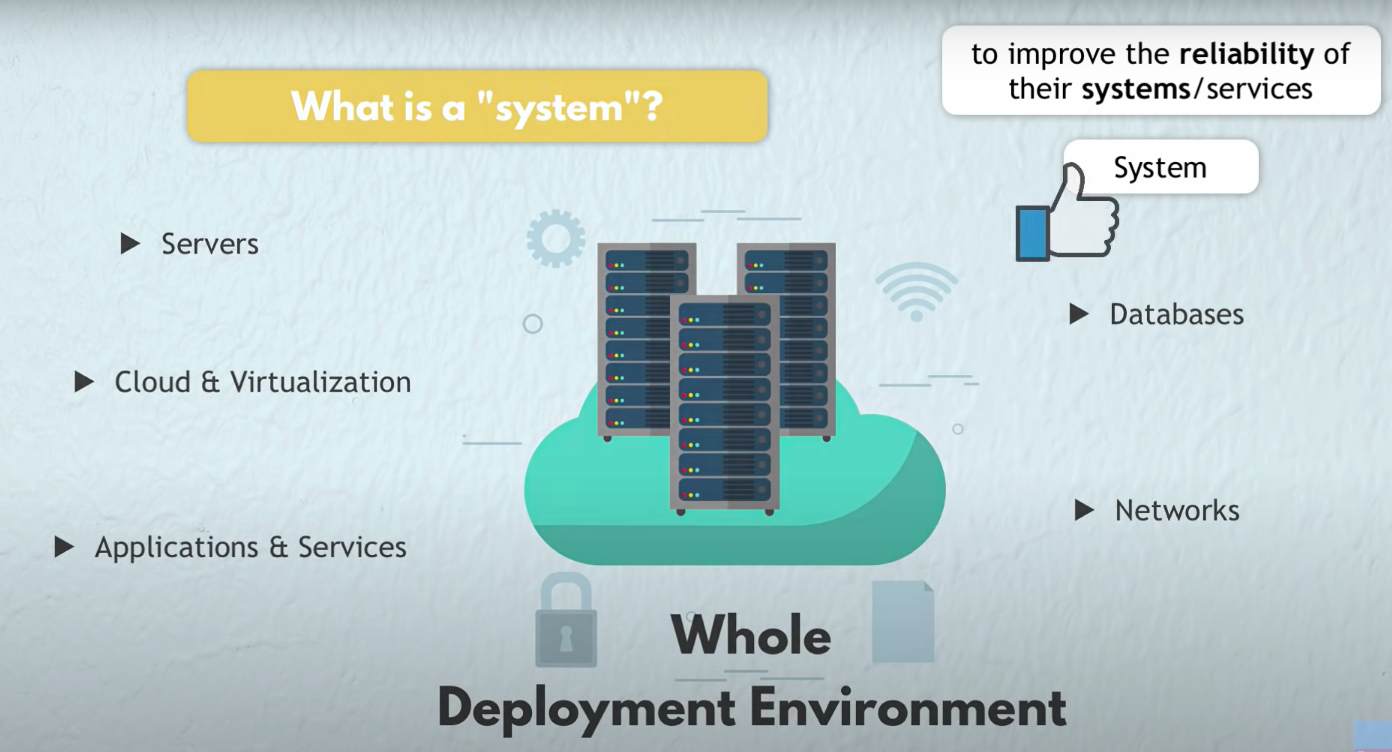 to improve the reliability of
their systems/services
What is a "system"?
System
Servers
Databases
Cloud & Virtualization
Networks
Applications & Services
Whole
Deployment Environment